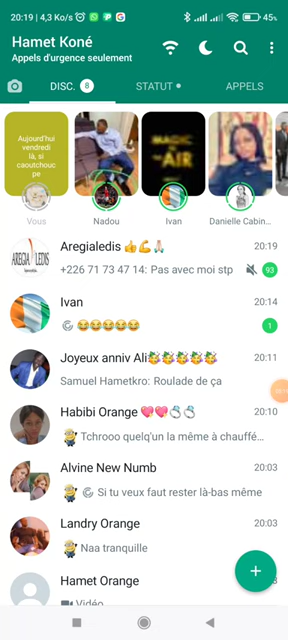 20:19 | 4,3 Ko/s
45%
Hamet Koné
Appels d'urgence seulement
DISC. 8
STATUT
APPELS
Aujourd'hui
vendredi
là, si
caoutchouc
pe
AIR
Vous
Nadou
Ivan
Danielle Cabin...
AREGIA LEDIS
Aregialedis 👍💪🙏🏻
20:19
+226 71 73 47 14: Pas avec moi stp
93
Ivan
20:14
😂😂😂😂😂
1
Joyeux anniv Ali
20:11
Samuel Hametkro: Roulade de ça
Habibi Orange 💖💖💍💍
20:10
Tchrooo quelq'un la même à chauffé...
Alvine New Numb
20:03
Si tu veux faut rester là-bas même
Landry Orange
20:03
Naa tranquille
Hamet Orange
Vidéo